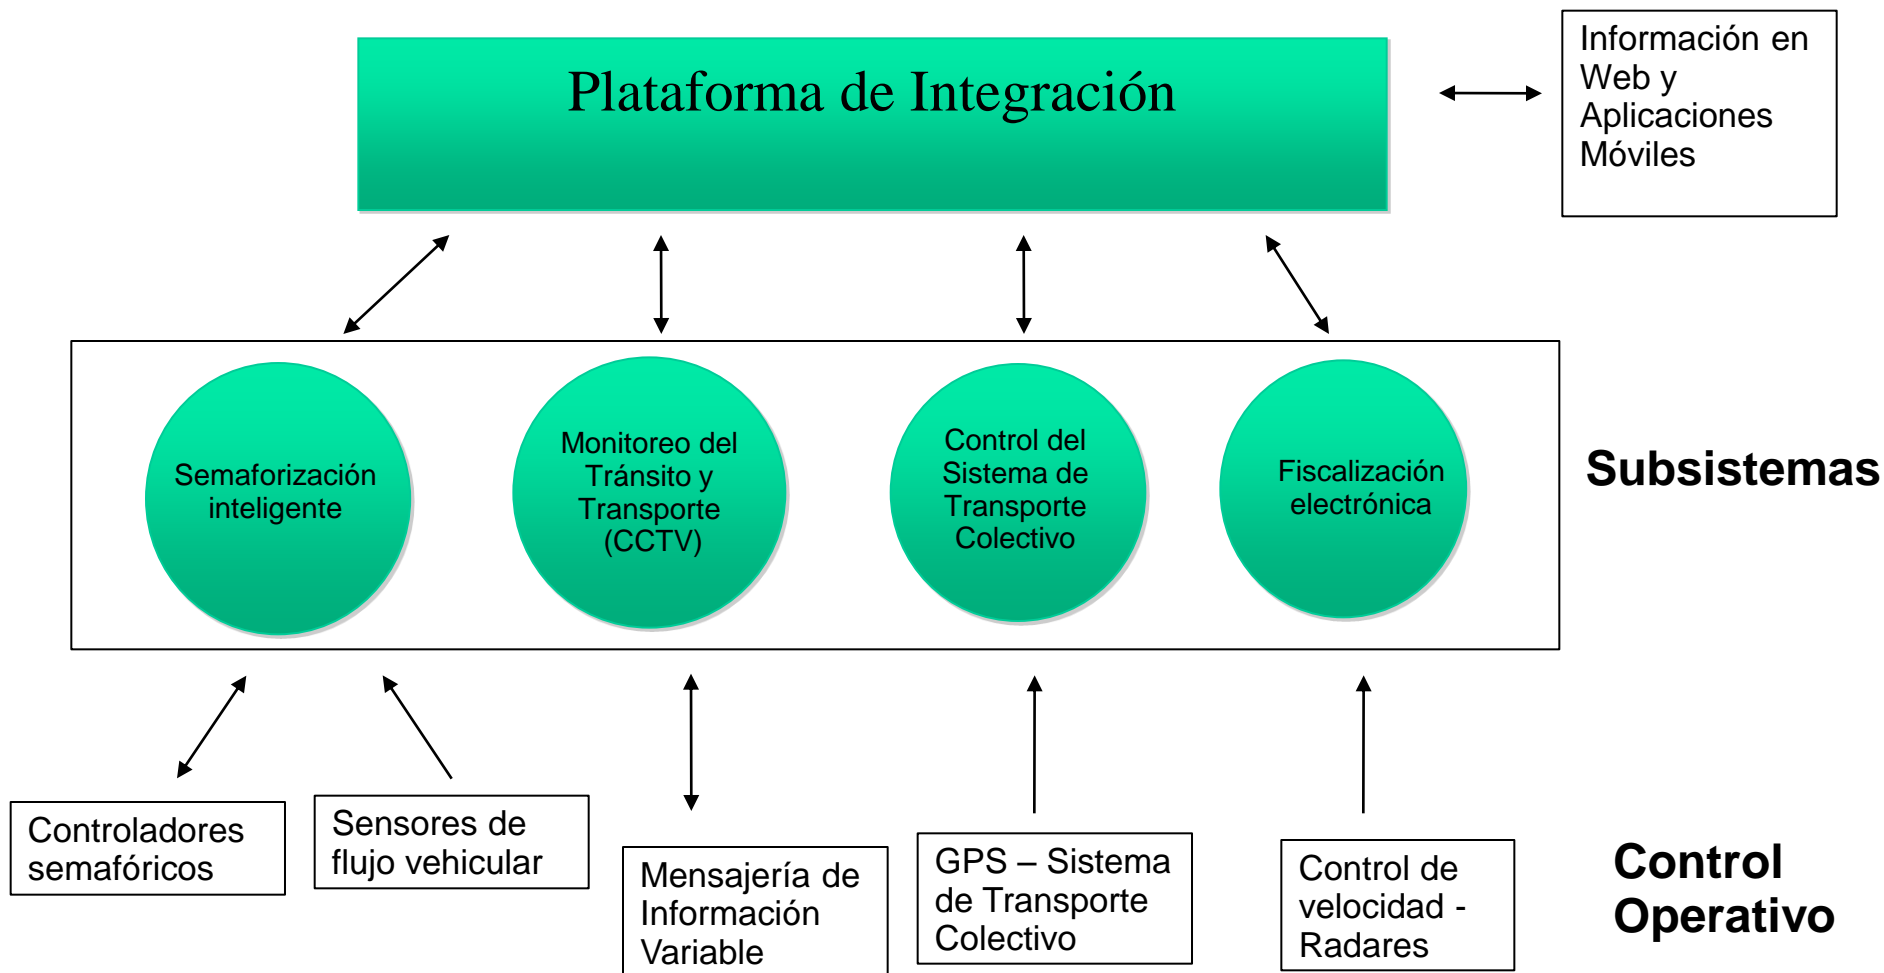 Plataforma de Integración
Información en
Web y
Aplicaciones
Móviles
Semaforización
inteligente
Monitoreo del
Tránsito y
Transporte
(CCTV)
Control del
Sistema de
Transporte
Colectivo
Fiscalización
electrónica
Subsistemas
Controladores
semafóricos
Sensores de
flujo vehicular
Mensajería de
Información
Variable
GPS – Sistema
de Transporte
Colectivo
Control de
velocidad -
Radares
Control
Operativo